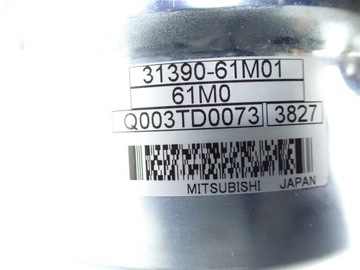 31390-61M01
61M0
Q003TD0073 3827
MITSUBISHI JAPAN